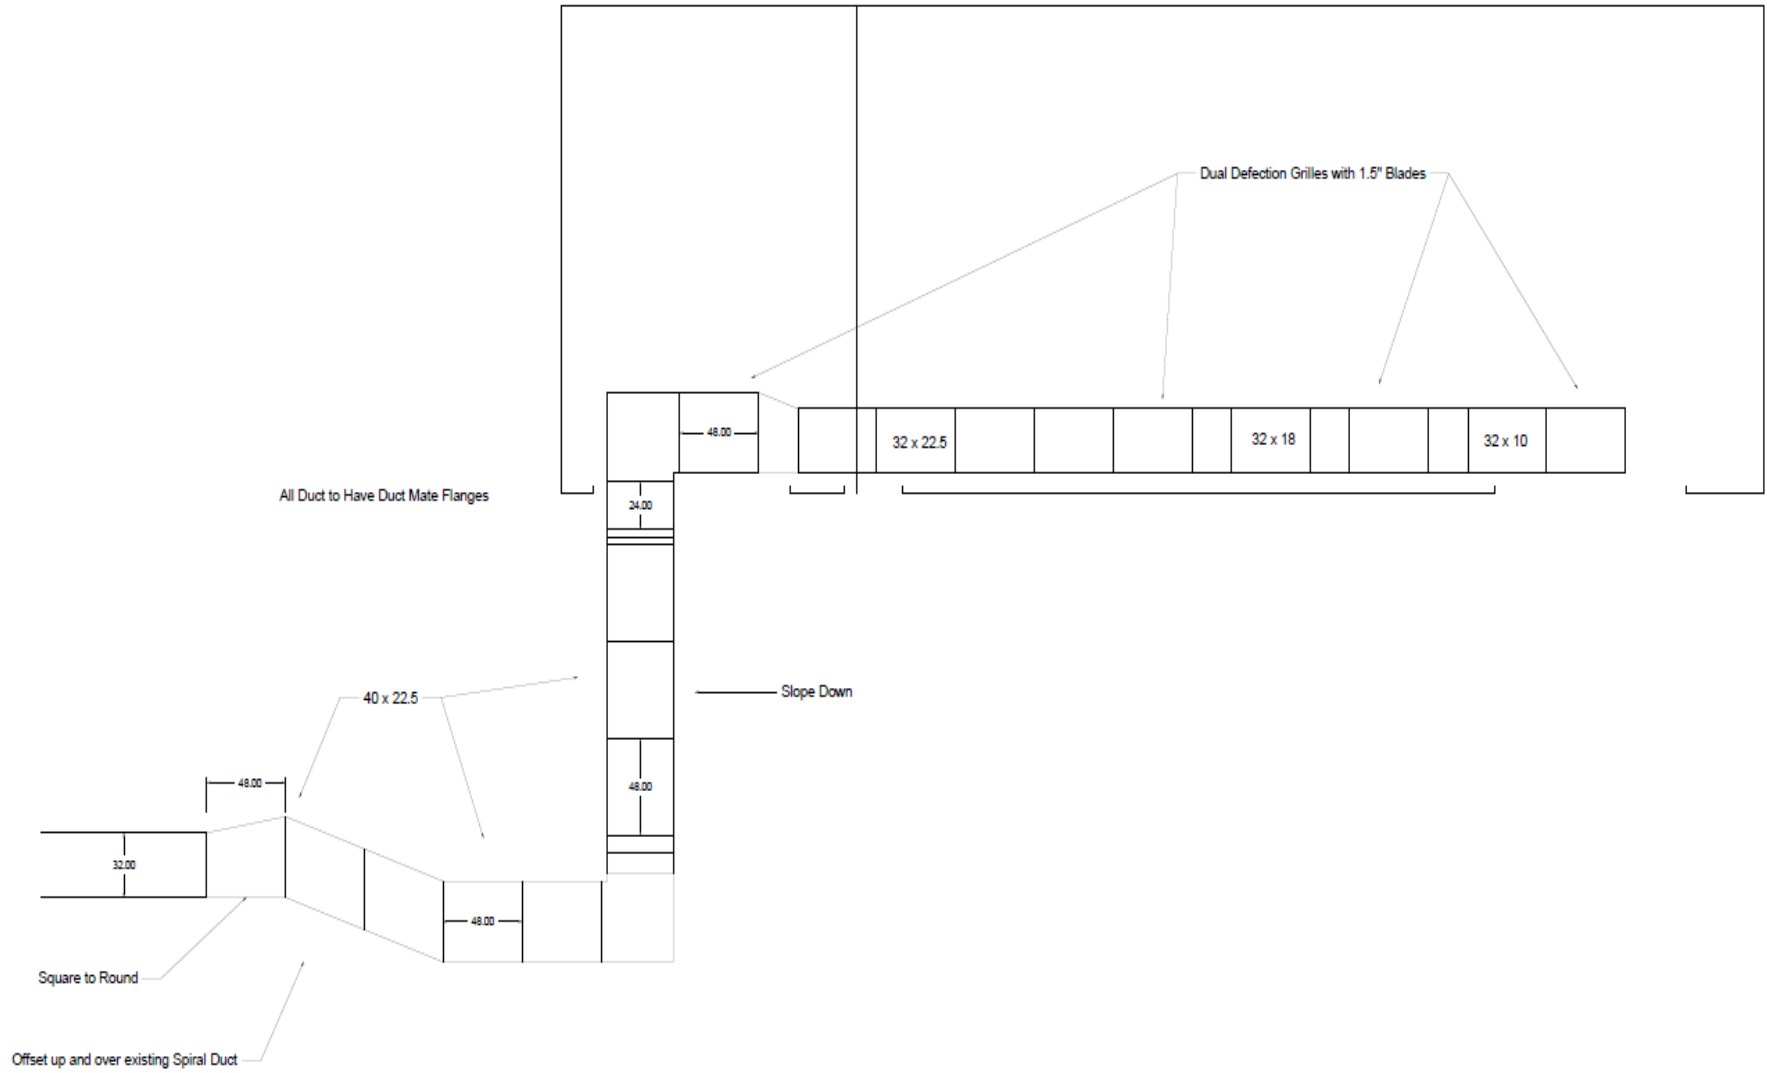 Dual Defection Grilles with 1.5" Blades
48.00
32 x 22.5
32 x 18
32 x 10
All Duct to Have Duct Mate Flanges
24.00
Slope Down
40 x 22.5
48.00
48.00
32.00
48.00
Square to Round
Offset up and over existing Spiral Duct